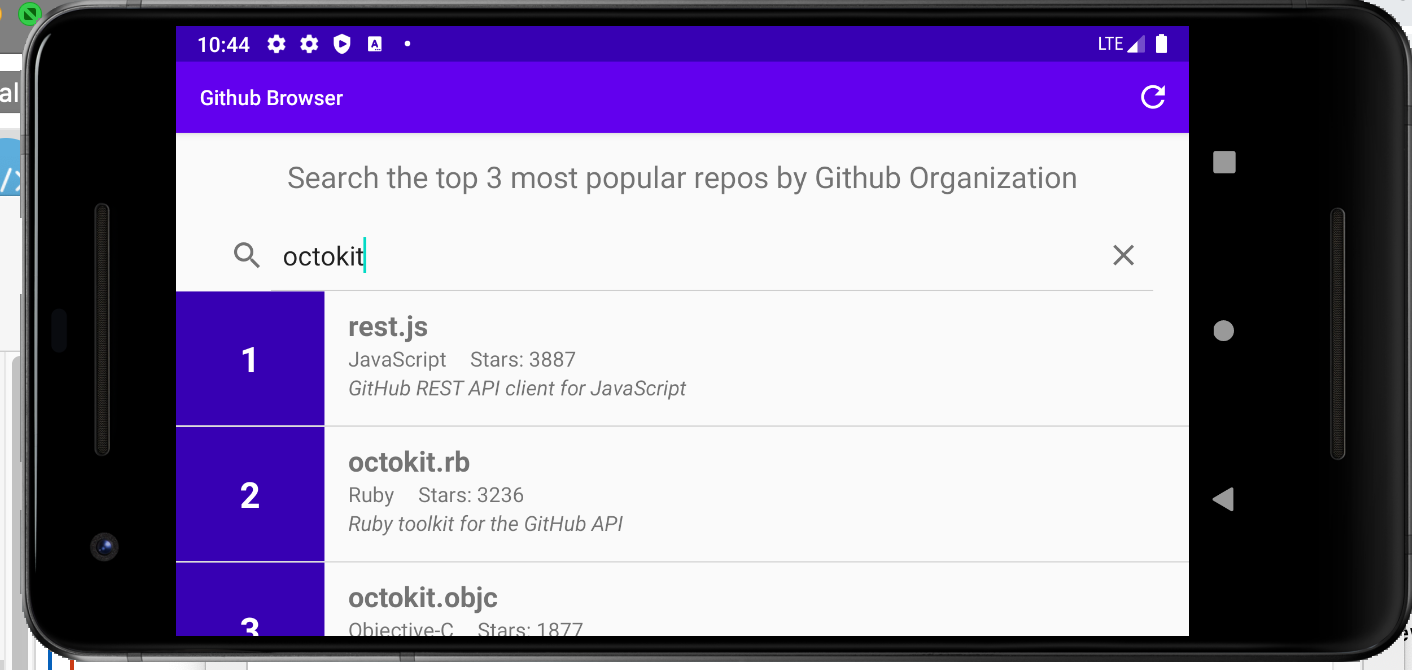 al
10:44 A LTE
Github Browser
Search the top 3 most popular repos by Github Organization
octokit
1 rest.js
JavaScript Stars: 3887
GitHub REST API client for JavaScript
2 octokit.rb
Ruby Stars: 3236
Ruby toolkit for the GitHub API
3 octokit.objc
Objective-C Stars: 1877